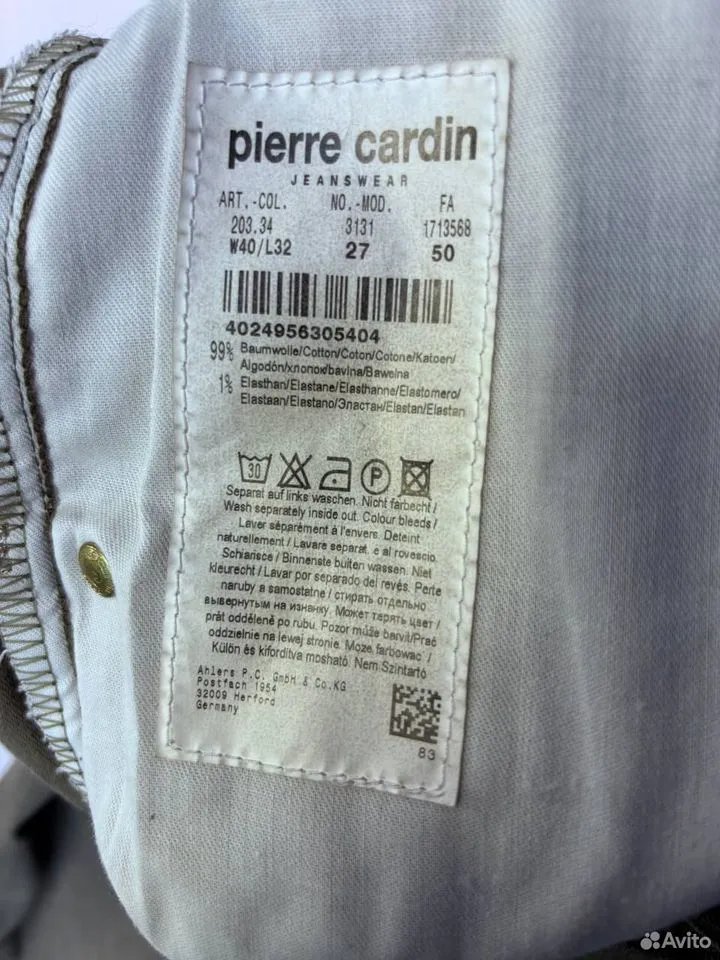 pierre cardin
JEANSWEAR
ART.-COL. NO.-MOD. FA
203.34 3131 1713568
W40/L32 27 50
4024956305404
99% Baumwolle/Cotton/Coton/Cotone/Katoen/
Algodón/хлопок/bavlna/Bawełna
1% Elasthan/Elastane/Elasthanne/Elastomero/
Elastaan/Elastano/Эластан/Elastan/Elastan
30 P
Separat auf links waschen. Nicht farbecht /
Wash separately inside out. Colour bleeds /
Laver séparément à l'envers. Deteint
naturellement / Lavare separat. e al rovescio.
Schiarisce / Binnenste buiten wassen. Niet
kleurecht / Lavar por separado del revés. Perte
naruby a samostatne / стирать отдельно
вывернутым на изнанку. Может терять цвет /
prát odděleně po rubu. Pozor může barvit/Prać
oddzielnie na lewej stronie. Moze farbowac /
Külön és kifordítva mosható. Nem Színtartó
Ahlers P.C. GmbH & Co.KG
Postfach 1954
32009 Herford
Germany
83
Avito